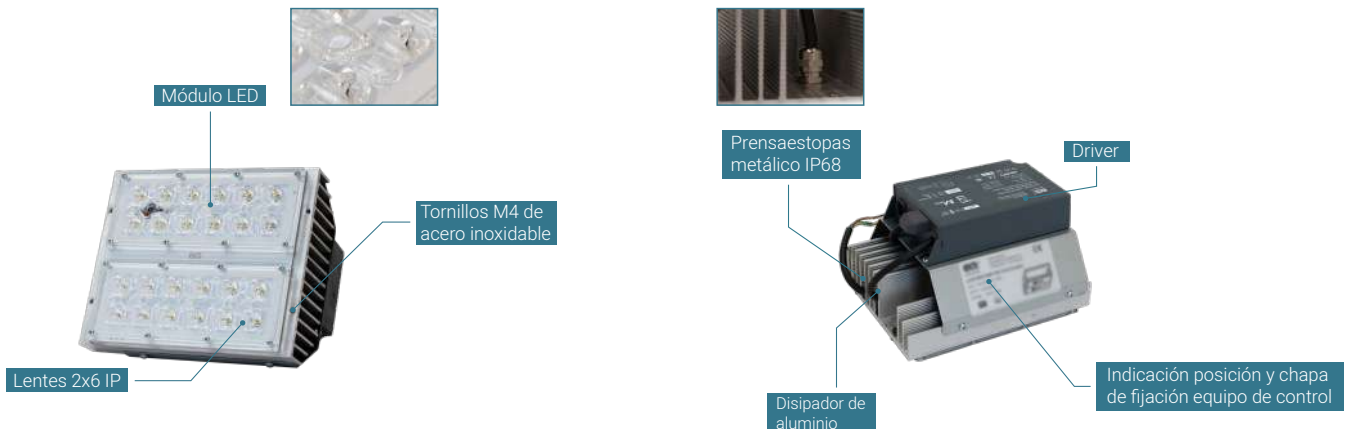 Módulo LED
Tornillos M4 de
acero inoxidable
Lentes 2x6 IP
Prensaestopas
metálico IP68
Driver
Disipador de
aluminio
Indicación posición y chapa
de fijación equipo de control